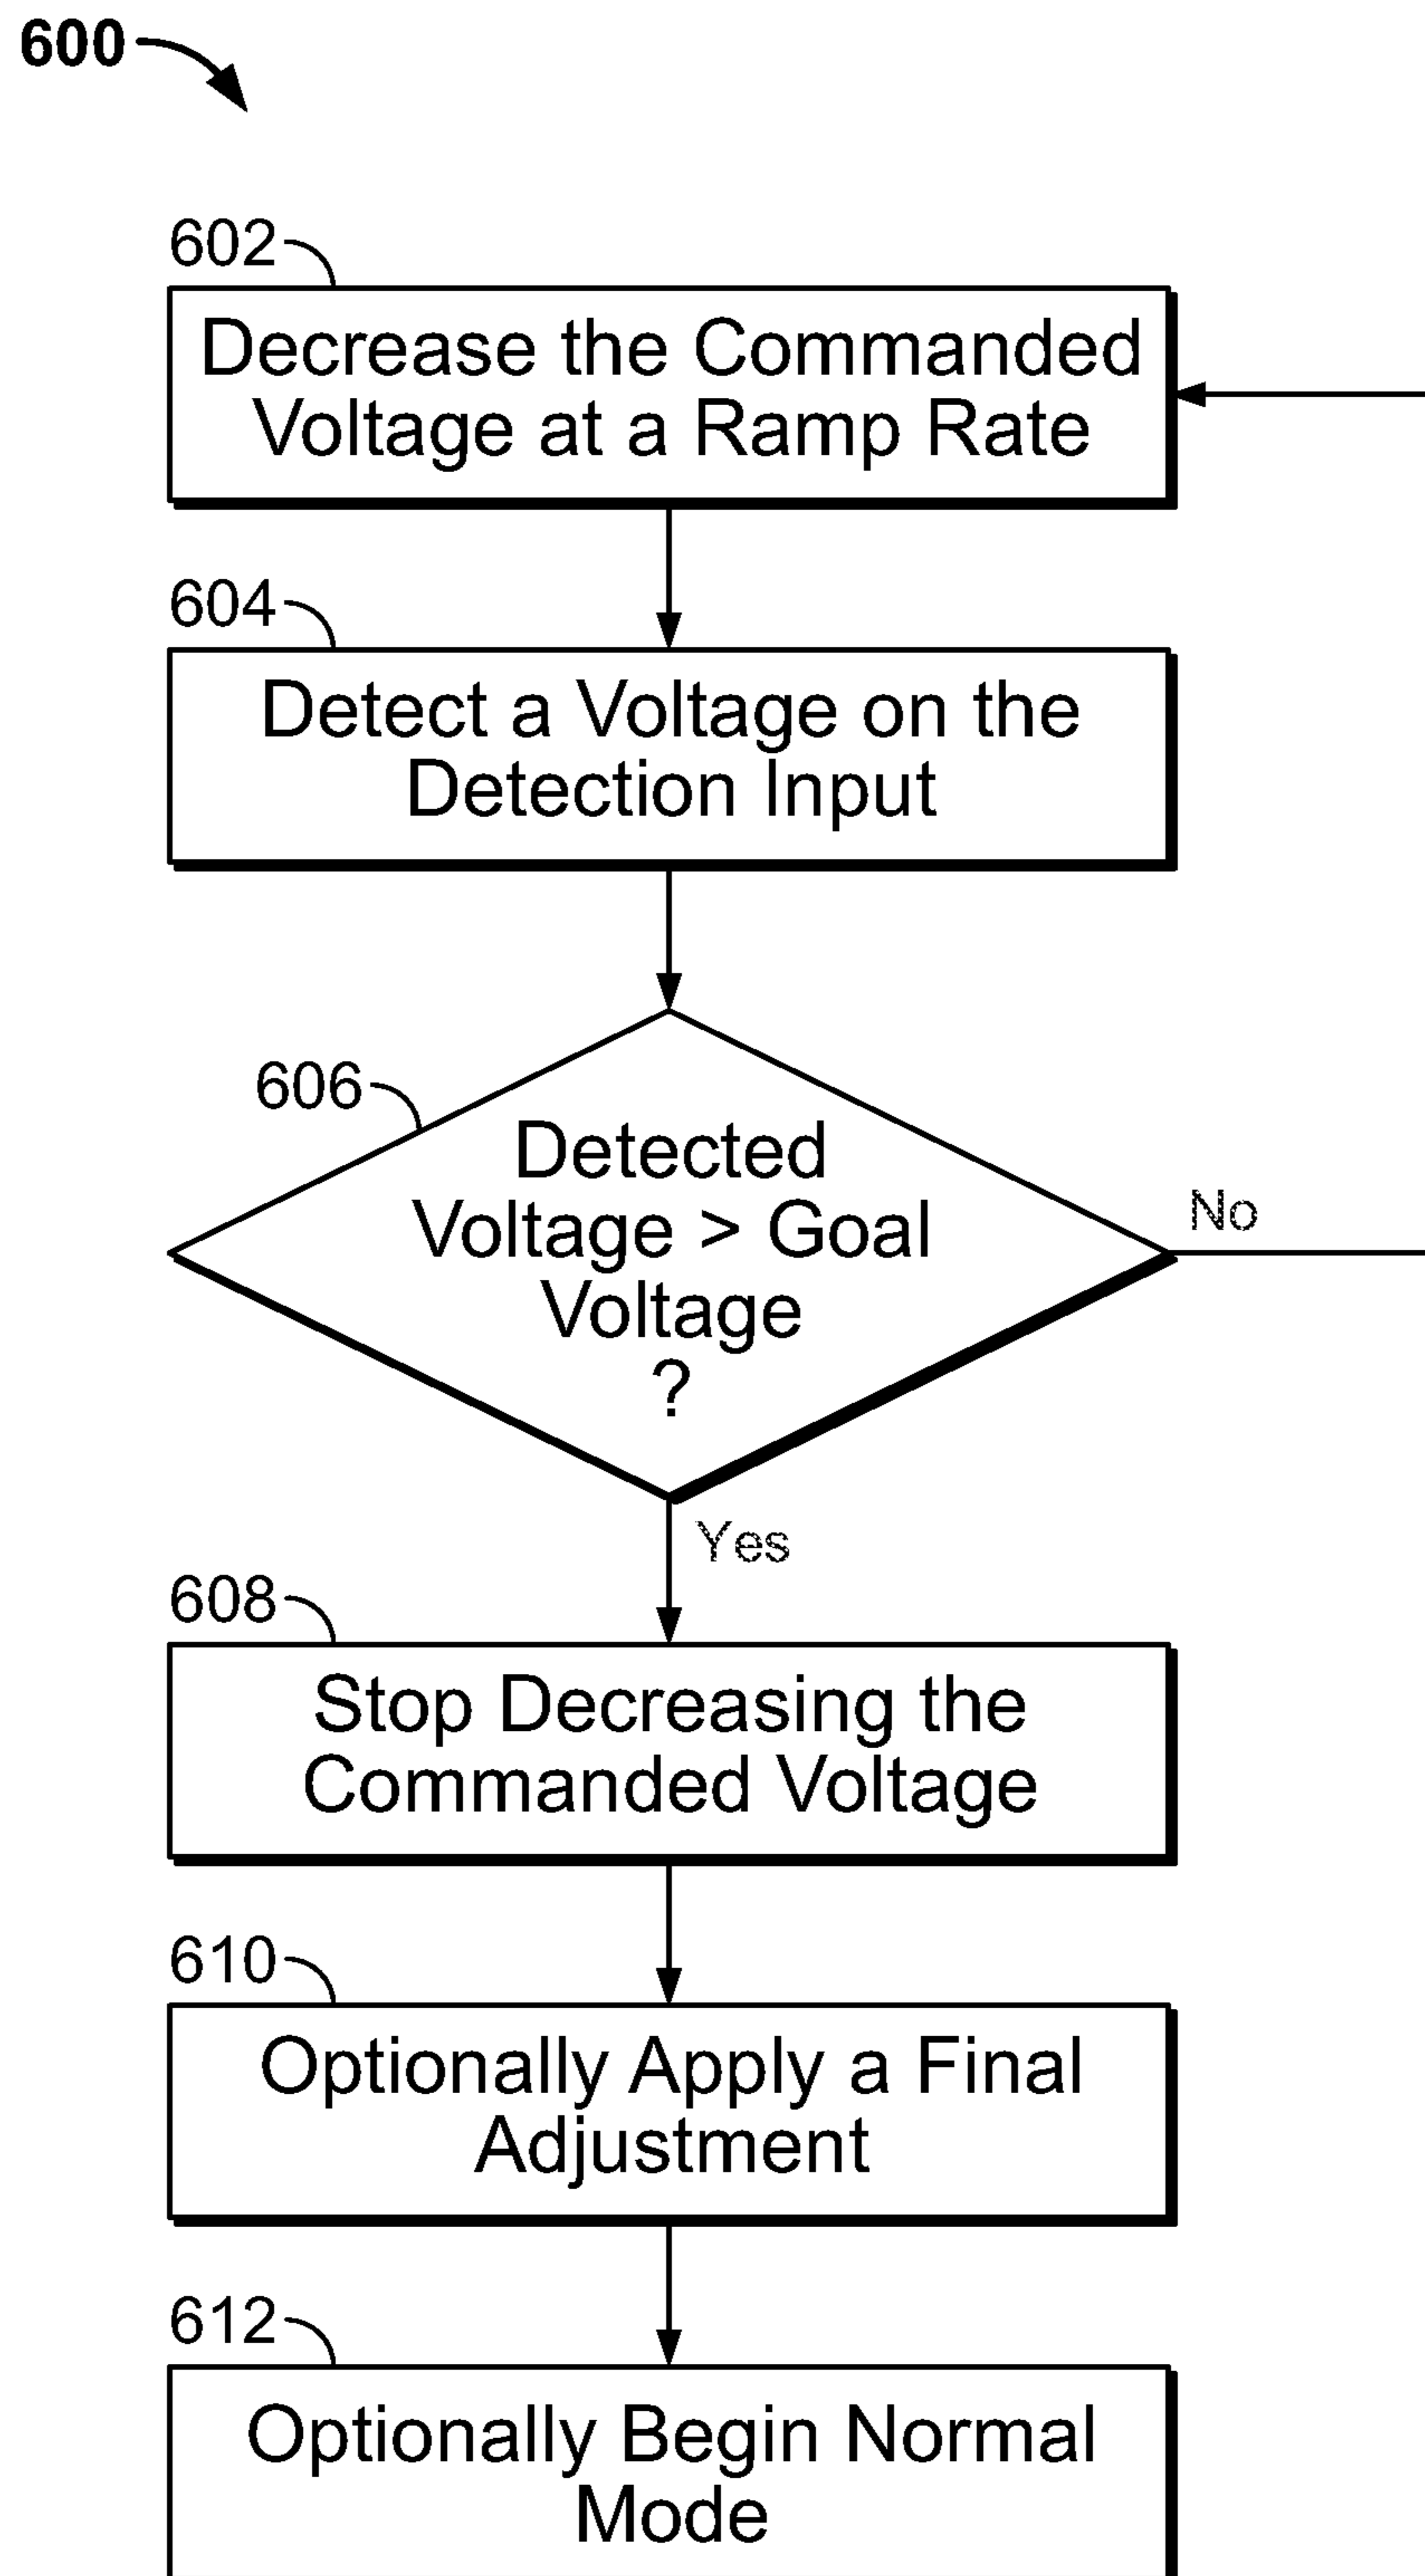 600
602
Decrease the Commanded
Voltage at a Ramp Rate
604
Detect a Voltage on the
Detection Input
606
Detected
Voltage > Goal
Voltage
?
No
Yes
608
Stop Decreasing the
Commanded Voltage
610
Optionally Apply a Final
Adjustment
612
Optionally Begin Normal
Mode